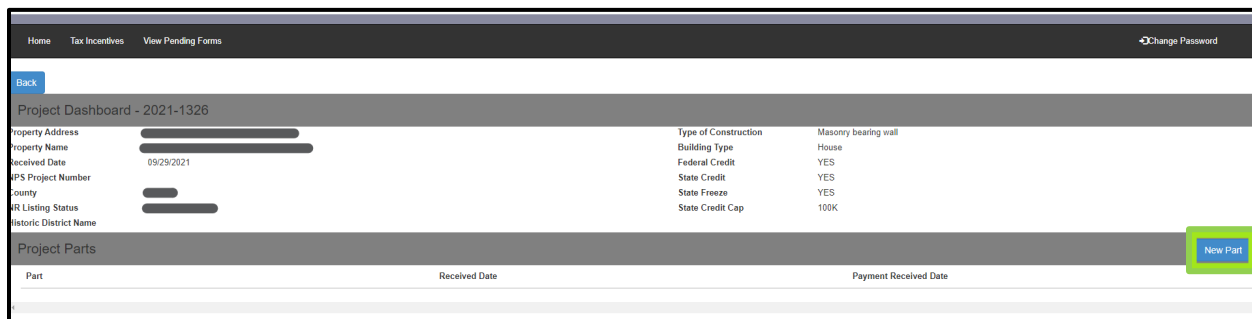 Home Tax Incentives View Pending Forms Change Password
Back
Project Dashboard - 2021-1326
Property Address
Property Name
Received Date 09/29/2021
NPS Project Number
County
NR Listing Status
Historic District Name
Type of Construction Masonry bearing wall
Building Type House
Federal Credit YES
State Credit YES
State Freeze YES
State Credit Cap 100K
Project Parts New Part
Part Received Date Payment Received Date